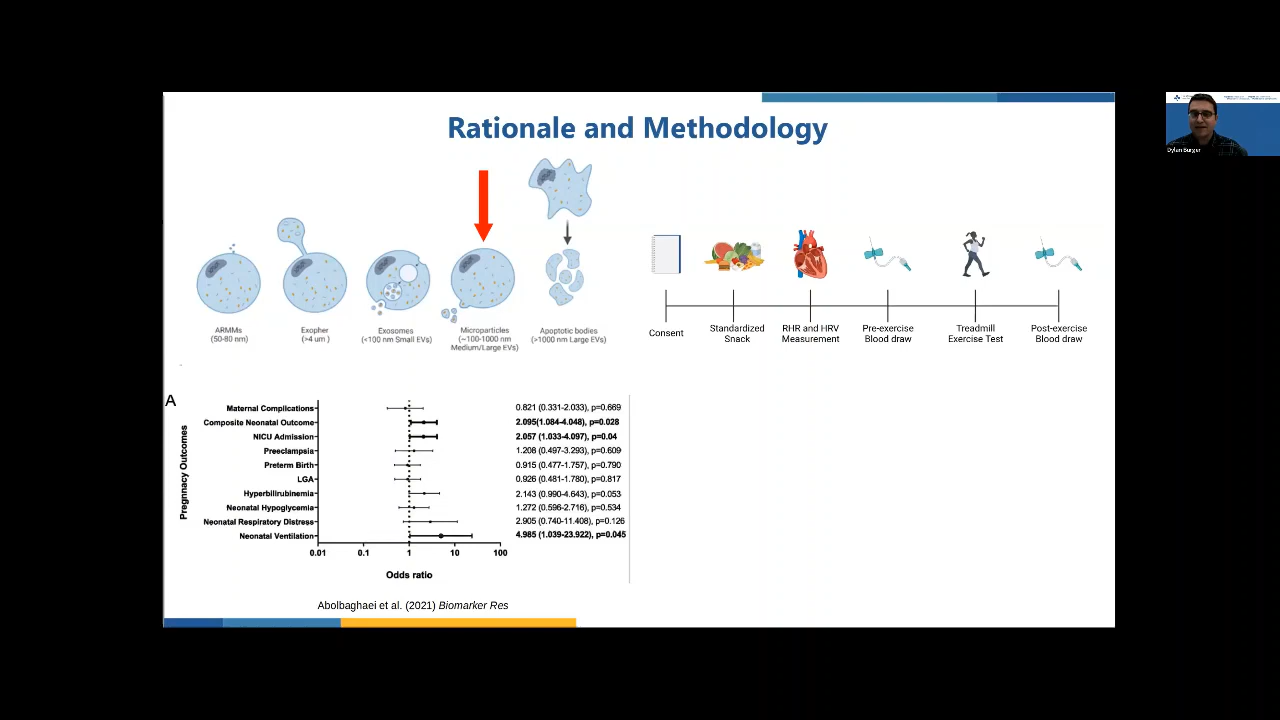 Rationale and Methodology
ARMMs
(50-80 nm)
Exopher
(>4 um )
Exosomes
(<100 nm Small EVs)
Microparticles
(~100-1000 nm
Medium/Large EVs)
Apoptotic bodies
(>1000 nm Large EVs)
Consent
Standardized
Snack
RHR and HRV
Measurement
Pre-exercise
Blood draw
Treadmill
Exercise Test
Post-exercise
Blood draw
A
Pregnnacy Outcomes
Maternal Complications 0.821 (0.331-2.033), p=0.669
Composite Neonatal Outcome 2.095(1.084-4.048), p=0.028
NICU Admission 2.057 (1.033-4.097), p=0.04
Preeclampsia 1.208 (0.497-3.293), p=0.609
Preterm Birth 0.915 (0.477-1.757), p=0.790
LGA 0.926 (0.481-1.780), p=0.817
Hyperbilirubinemia 2.143 (0.990-4.643), p=0.053
Neonatal Hypoglycemia 1.272 (0.596-2.716), p=0.534
Neonatal Respiratory Distress 2.905 (0.740-11.408), p=0.126
Neonatal Ventilation 4.985 (1.039-23.922), p=0.045
0.01 0.1 1 10 100
Odds ratio
Abolbaghaei et al. (2021) Biomarker Res
Dylan Burger